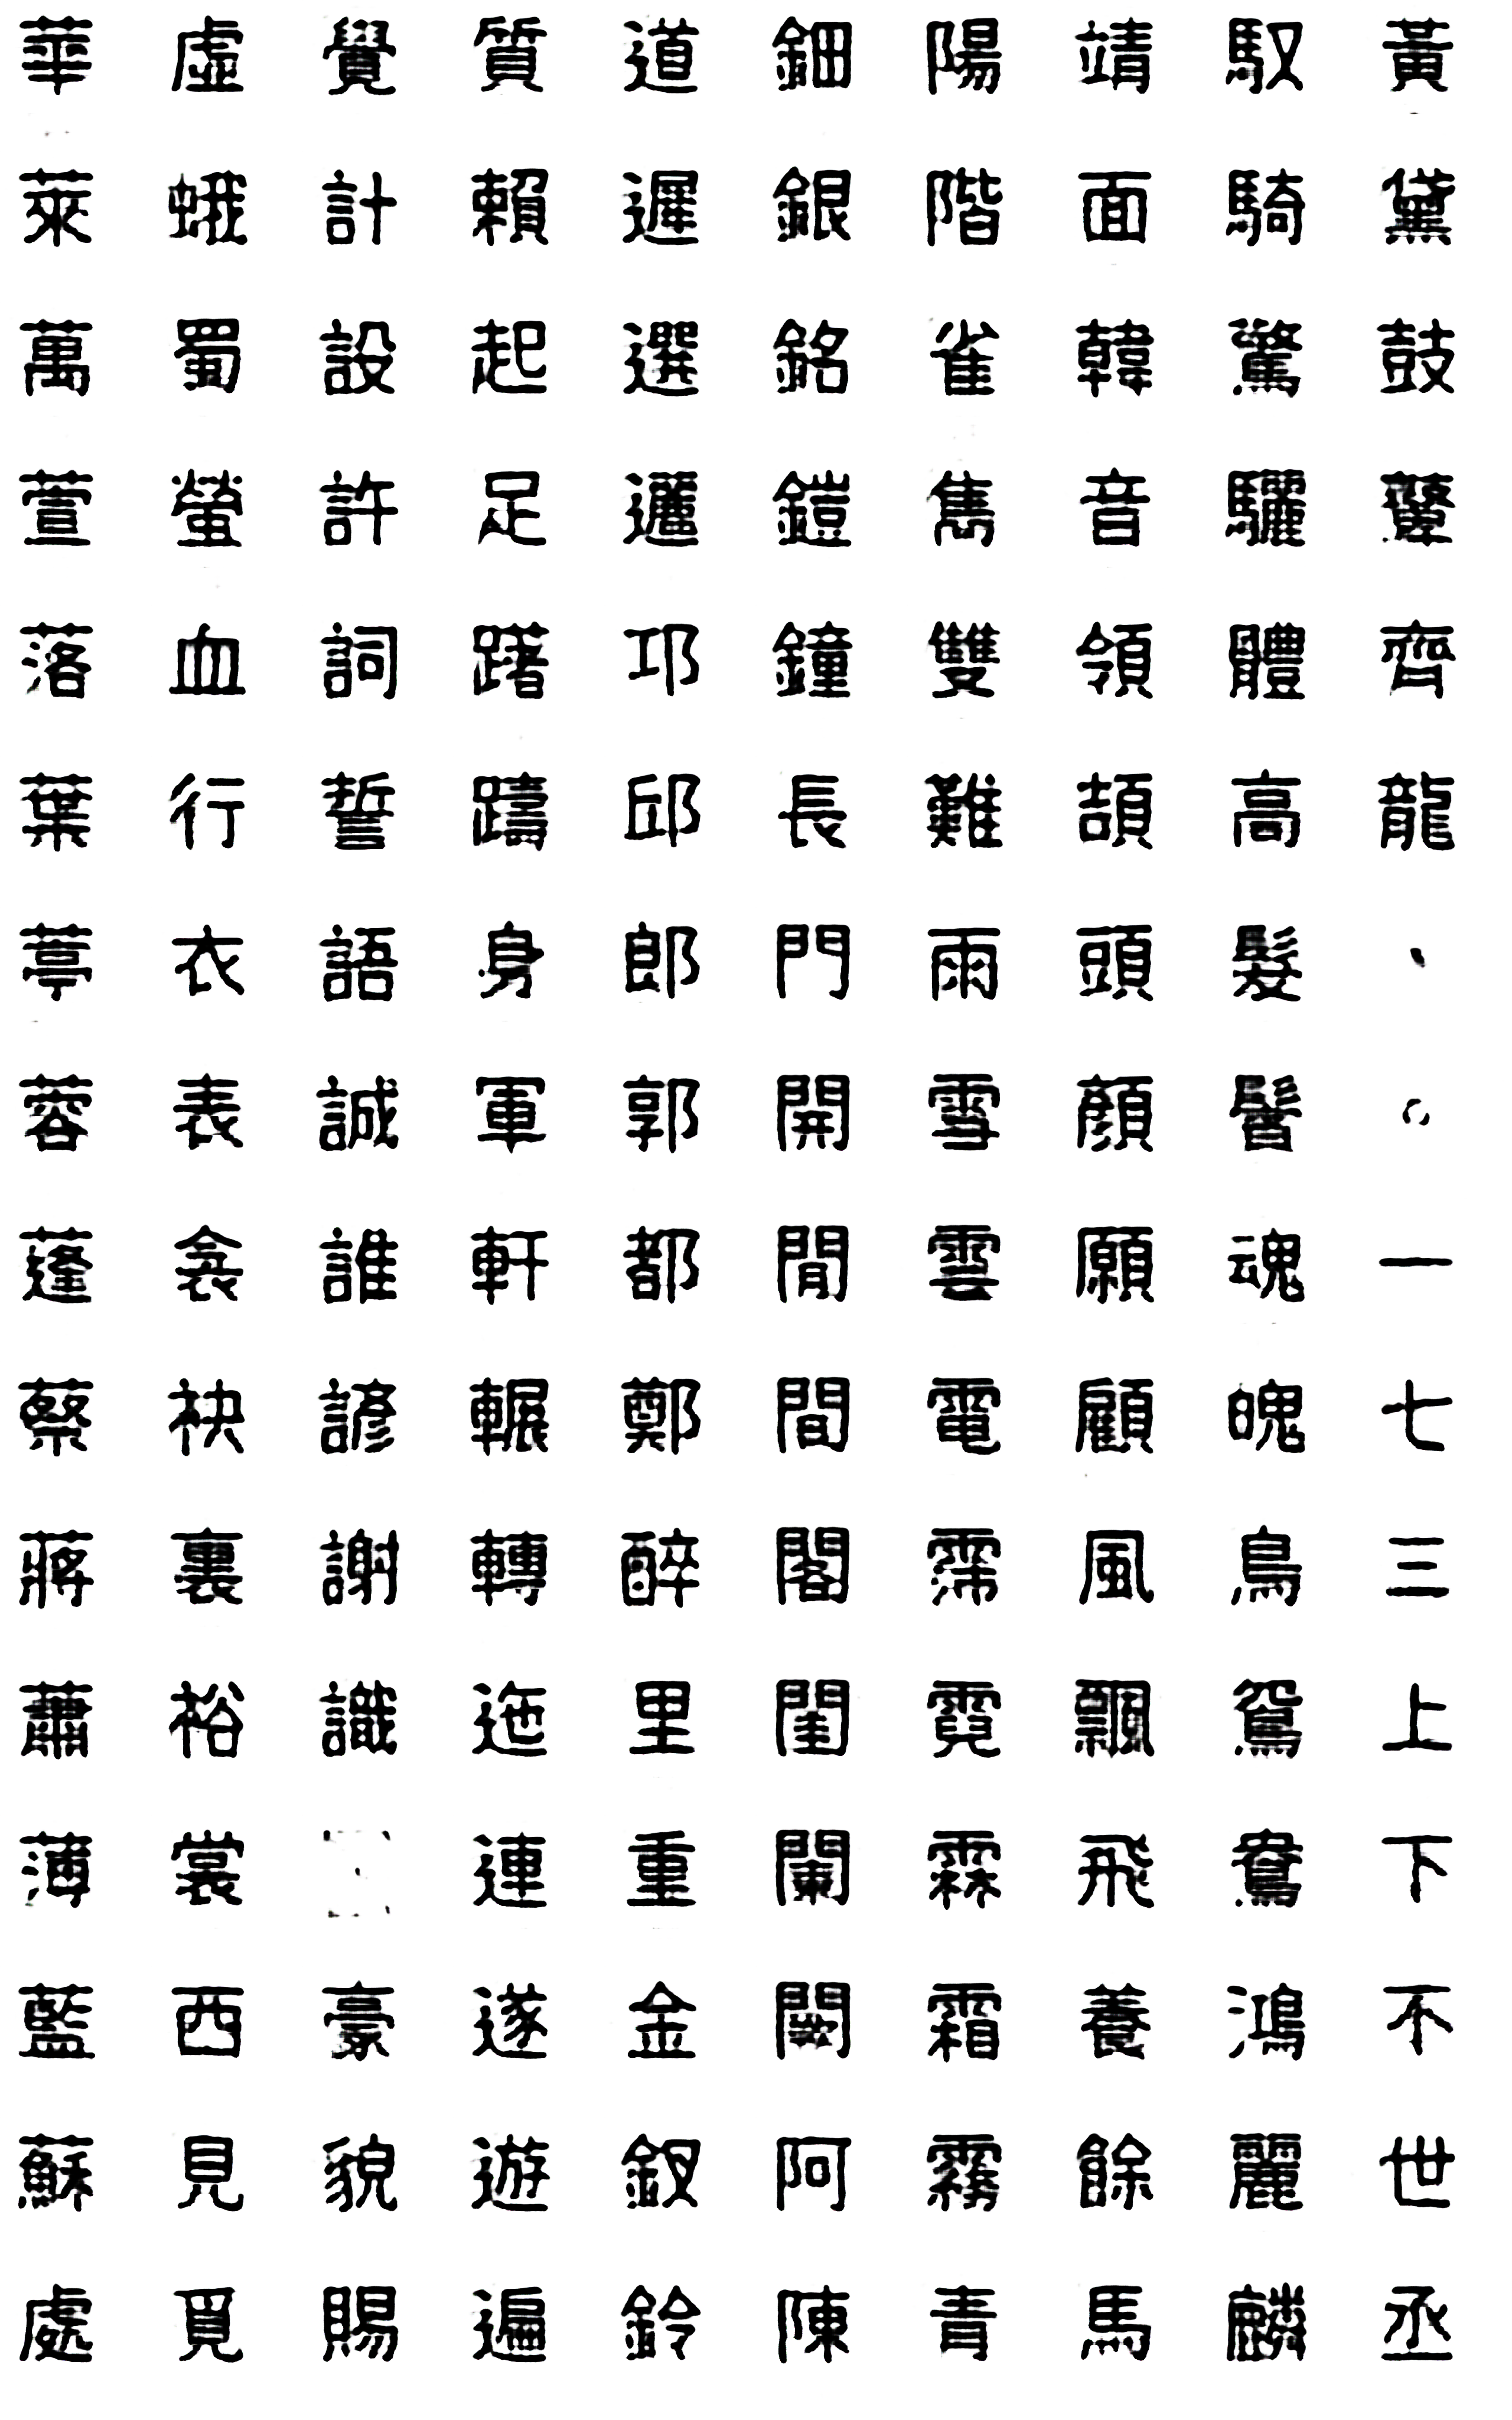 華虛覺質道鈿陽靖馭黃
萊蛾計賴遲銀階面騎黛
萬蜀設起選銘雀韓驚鼓
萱螢許足邐鎧雋音驪鼙
落血詞躇邛鐘雙領體齊
葉行誓躊邱長難頡高龍
葶衣語身郎門雨頭髮、
蓉表誠軍郭開雪顏髻。
蓬衾誰軒都閒雲願魂一
蔡袂諺輾鄭間電顧魄七
蔣裏謝轉醉閣霈風鳥三
蕭裕識迤里閨霓飄鴛上
薄裳連重闌霖飛鴦下
藍西豪遂金闕霜養鴻不
蘇見貌遊釵阿霧餘麗世
處覓賜遍鈴陳青馬麟丞